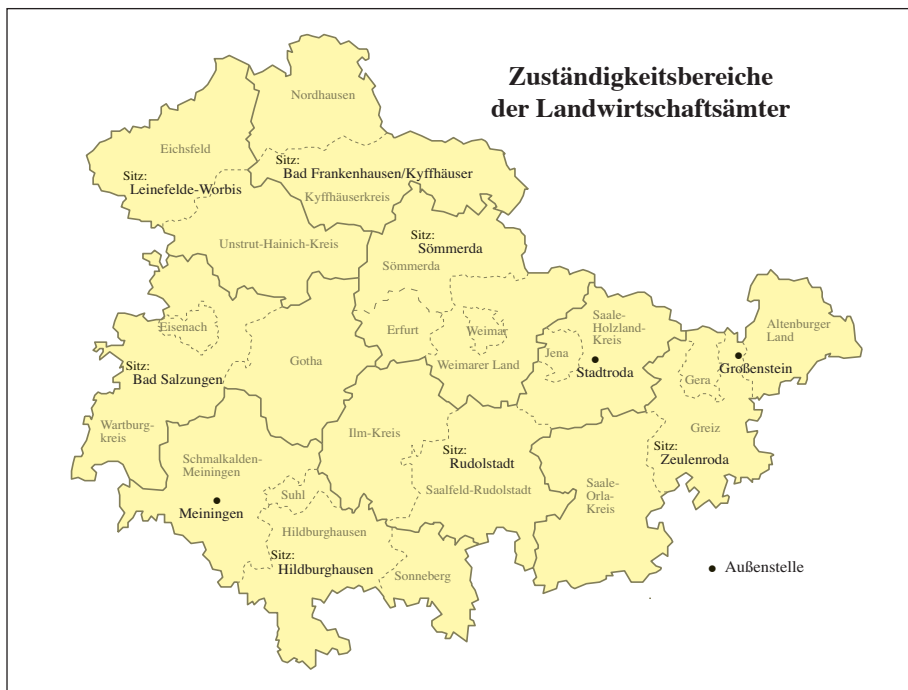 Zuständigkeitsbereiche
der Landwirtschaftsämter
Nordhausen
Eichsfeld
Sitz:
Bad Frankenhausen/Kyffhäuser
Sitz:
Leinefelde-Worbis
Kyffhäuserkreis
Unstrut-Hainich-Kreis
Sitz:
Sömmerda
Sömmerda
Eisenach
Erfurt
Weimar
Saale-
Holzland-
Kreis
Altenburger
Land
Gotha
Weimarer Land
Jena
Stadtroda
Großenstein
Gera
Sitz:
Bad Salzungen
Wartburg-
kreis
Ilm-Kreis
Greiz
Schmalkalden-
Meiningen
Sitz:
Rudolstadt
Sitz:
Zeulenroda
Suhl
Saalfeld-Rudolstadt
Saale-
Orla-
Kreis
Meiningen
Hildburghausen
Sitz:
Hildburghausen
Sonneberg
Außenstelle